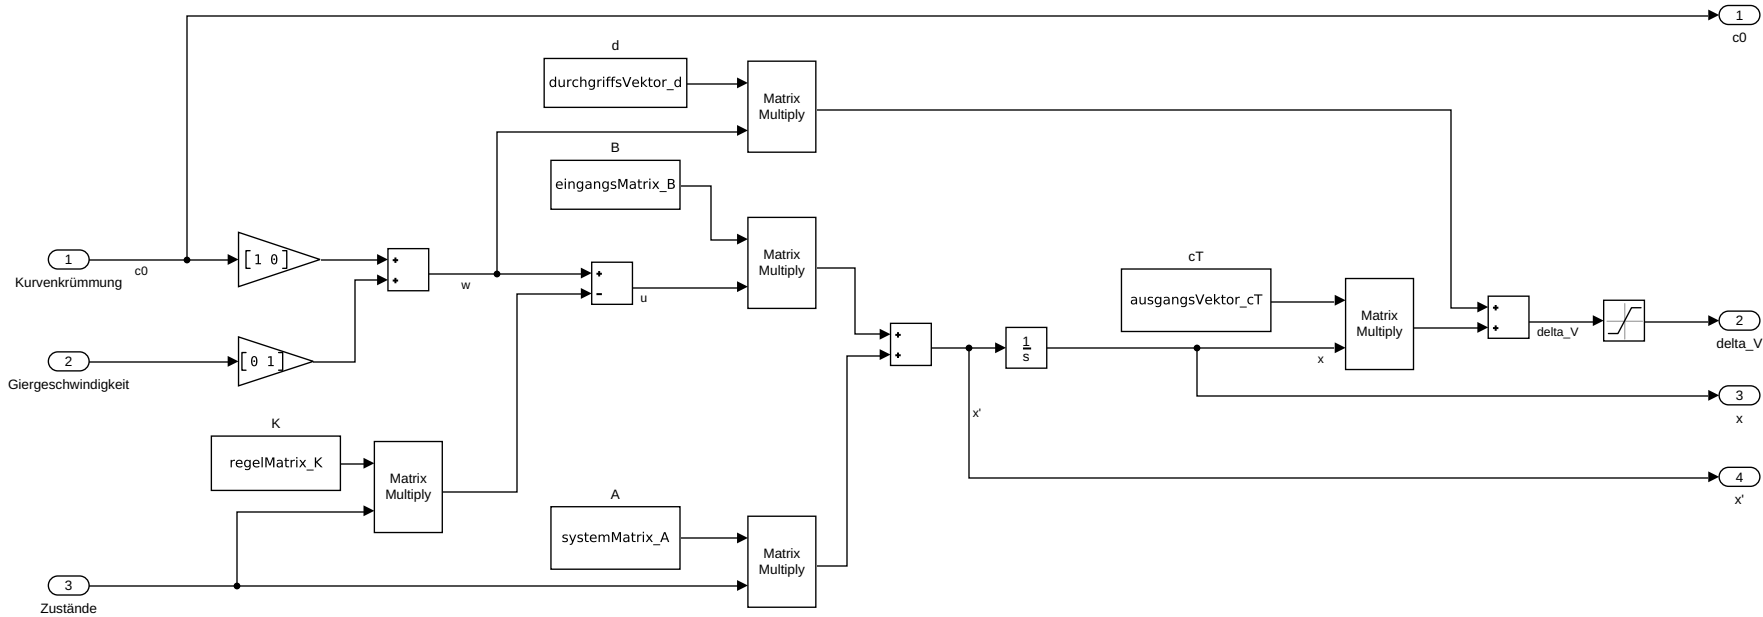 1
c0
d
durchgriffsVektor_d
Matrix
Multiply
B
eingangsMatrix_B
1
Kurvenkrümmung
c0
[1 0]
w
u
Matrix
Multiply
cT
ausgangsVektor_cT
Matrix
Multiply
delta_V
2
delta_V
2
Giergeschwindigkeit
[0 1]
1
s
x
3
x
K
regelMatrix_K
Matrix
Multiply
x'
4
x'
A
systemMatrix_A
Matrix
Multiply
3
Zustände